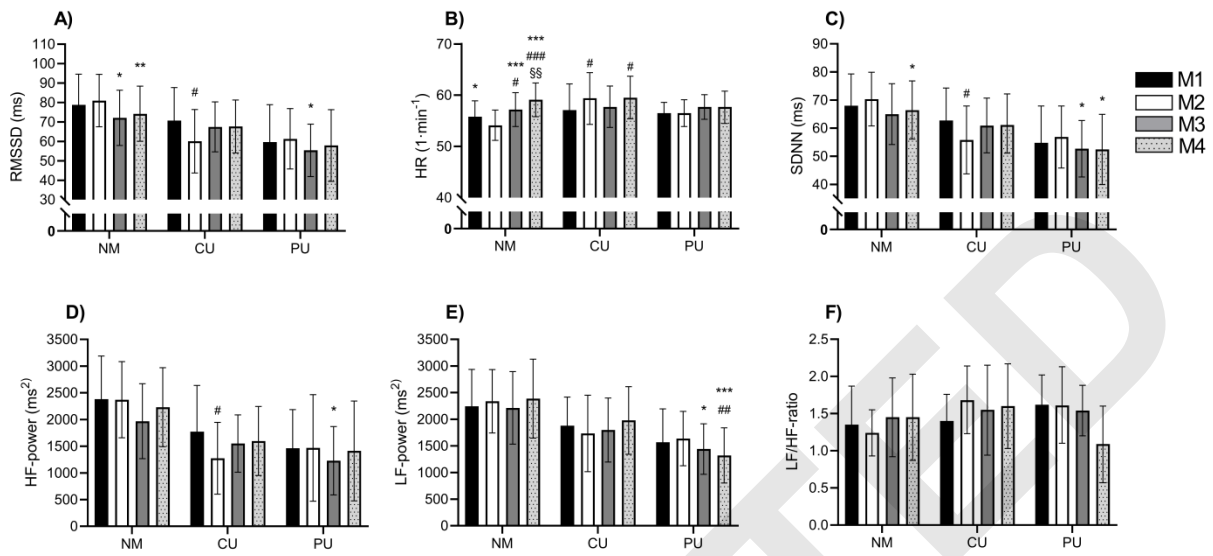 A)
RMSSD (ms)
110
100
90
80
70
60
50
40
30
0
*
**
#
*
NM
CU
PU
B)
HR (1·min⁻¹)
70
60
50
40
0
*
***
#
***
###
§§
#
#
NM
CU
PU
C)
SDNN (ms)
90
80
70
60
50
40
0
*
#
*
*
NM
CU
PU
M1
M2
M3
M4
D)
HF-power (ms²)
3500
3000
2500
2000
1500
1000
500
0
#
*
NM
CU
PU
E)
LF-power (ms²)
3500
3000
2500
2000
1500
1000
500
0
*
***
##
NM
CU
PU
F)
LF/HF-ratio
2.5
2.0
1.5
1.0
0.5
0.0
NM
CU
PU
TED